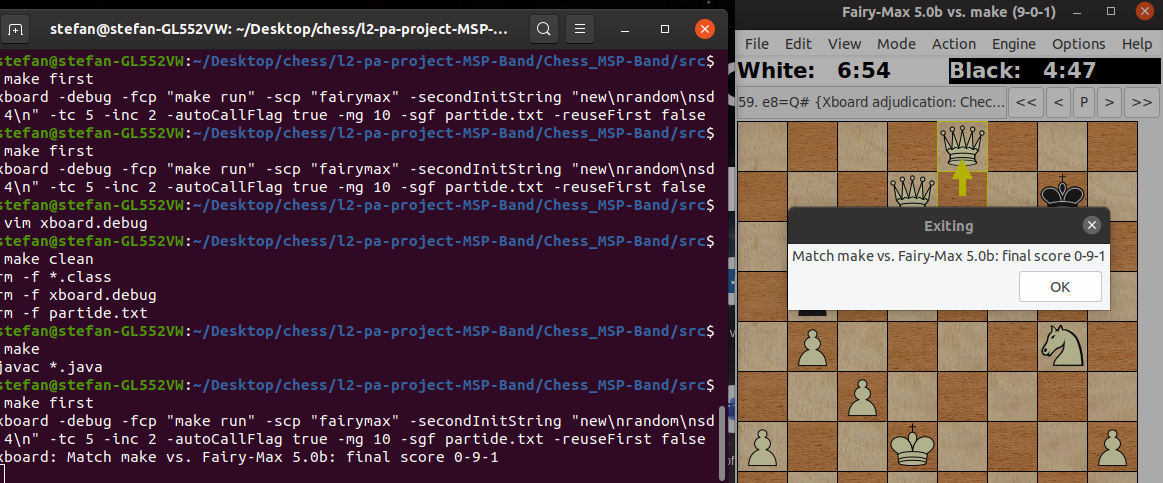 stefan@stefan-GL552VW: ~/Desktop/chess/l2-pa-project-MSP-...
stefan@stefan-GL552VW:~/Desktop/chess/l2-pa-project-MSP-Band/Chess_MSP-Band/src$
make first
xboard -debug -fcp "make run" -scp "fairymax" -secondInitString "new\nrandom\nsd
4\n" -tc 5 -inc 2 -autoCallFlag true -mg 10 -sgf partide.txt -reuseFirst false
stefan@stefan-GL552VW:~/Desktop/chess/l2-pa-project-MSP-Band/Chess_MSP-Band/src$
make first
xboard -debug -fcp "make run" -scp "fairymax" -secondInitString "new\nrandom\nsd
4\n" -tc 5 -inc 2 -autoCallFlag true -mg 10 -sgf partide.txt -reuseFirst false
stefan@stefan-GL552VW:~/Desktop/chess/l2-pa-project-MSP-Band/Chess_MSP-Band/src$
vim xboard.debug
stefan@stefan-GL552VW:~/Desktop/chess/l2-pa-project-MSP-Band/Chess_MSP-Band/src$
make clean
rm -f *.class
rm -f xboard.debug
rm -f partide.txt
stefan@stefan-GL552VW:~/Desktop/chess/l2-pa-project-MSP-Band/Chess_MSP-Band/src$
make
javac *.java
stefan@stefan-GL552VW:~/Desktop/chess/l2-pa-project-MSP-Band/Chess_MSP-Band/src$
make first
xboard -debug -fcp "make run" -scp "fairymax" -secondInitString "new\nrandom\nsd
4\n" -tc 5 -inc 2 -autoCallFlag true -mg 10 -sgf partide.txt -reuseFirst false
xboard: Match make vs. Fairy-Max 5.0b: final score 0-9-1
Fairy-Max 5.0b vs. make (9-0-1)
File Edit View Mode Action Engine Options Help
White: 6:54 Black: 4:47
59. e8=Q# {Xboard adjudication: Chec... << < P > >>
Exiting
Match make vs. Fairy-Max 5.0b: final score 0-9-1
OK